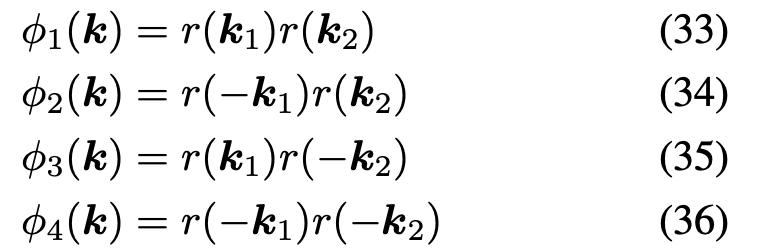 ϕ₁(𝒌) = r(𝒌₁)r(𝒌₂) (33)
ϕ₂(𝒌) = r(−𝒌₁)r(𝒌₂) (34)
ϕ₃(𝒌) = r(𝒌₁)r(−𝒌₂) (35)
ϕ₄(𝒌) = r(−𝒌₁)r(−𝒌₂) (36)